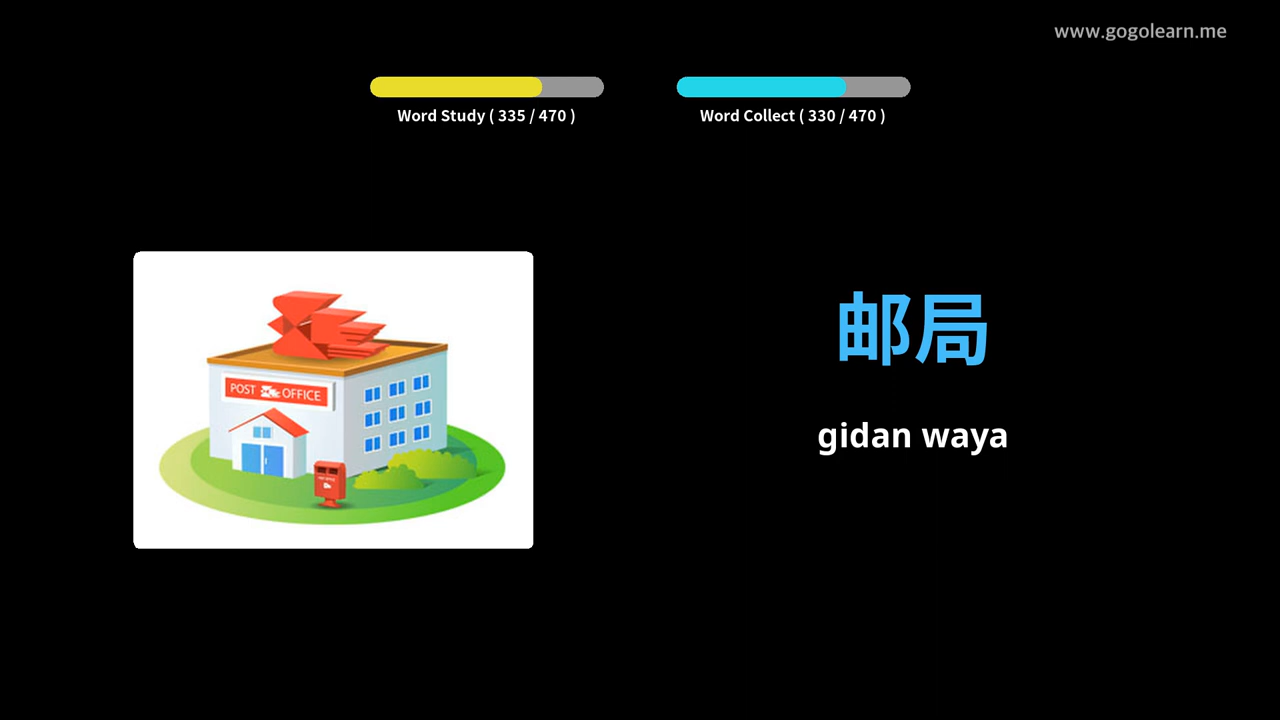 www.gogolearn.me
Word Study ( 335 / 470 )
Word Collect ( 330 / 470 )
POST OFFICE
邮局
gidan waya